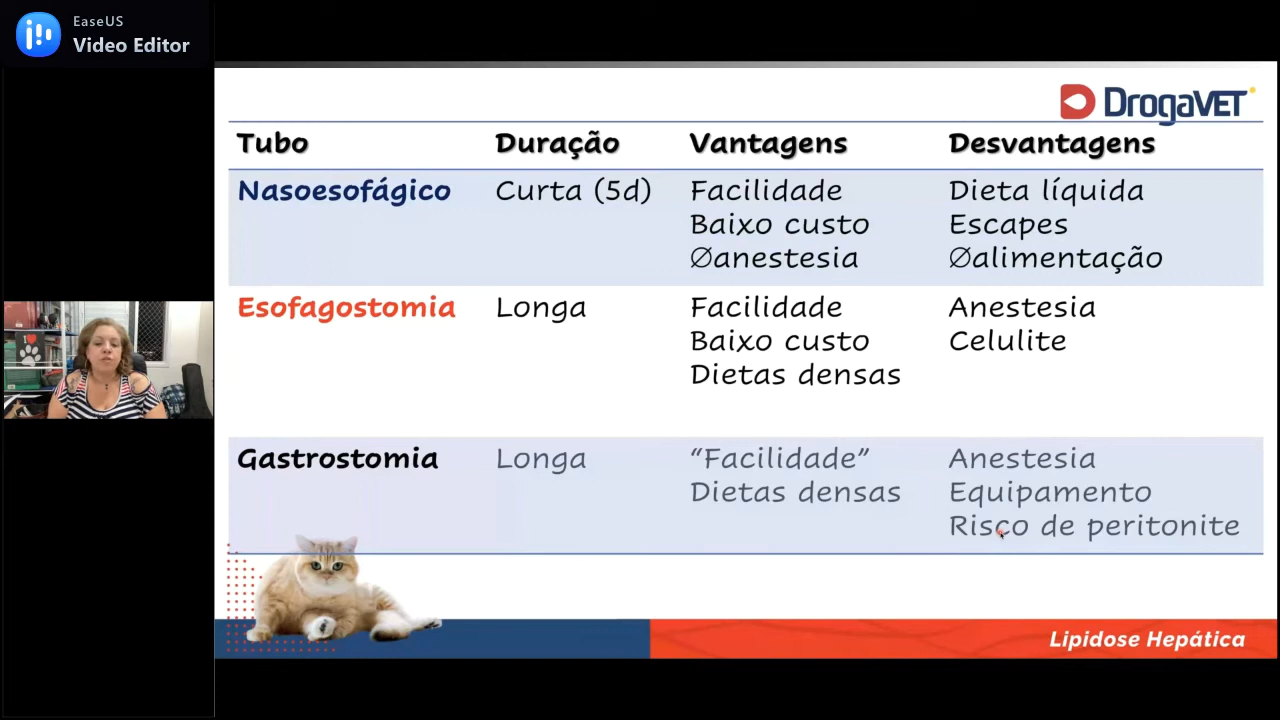 EaseUS
Video Editor
DrogaVET
Tubo Duração Vantagens Desvantagens
Nasoesofágico Curta (5d) Facilidade Dieta líquida
Baixo custo Escapes
Øanestesia Øalimentação
Esofagostomia Longa Facilidade Anestesia
Baixo custo Celulite
Dietas densas
Gastrostomia Longa “Facilidade” Anestesia
Dietas densas Equipamento
Risco de peritonite
Lipidose Hepática